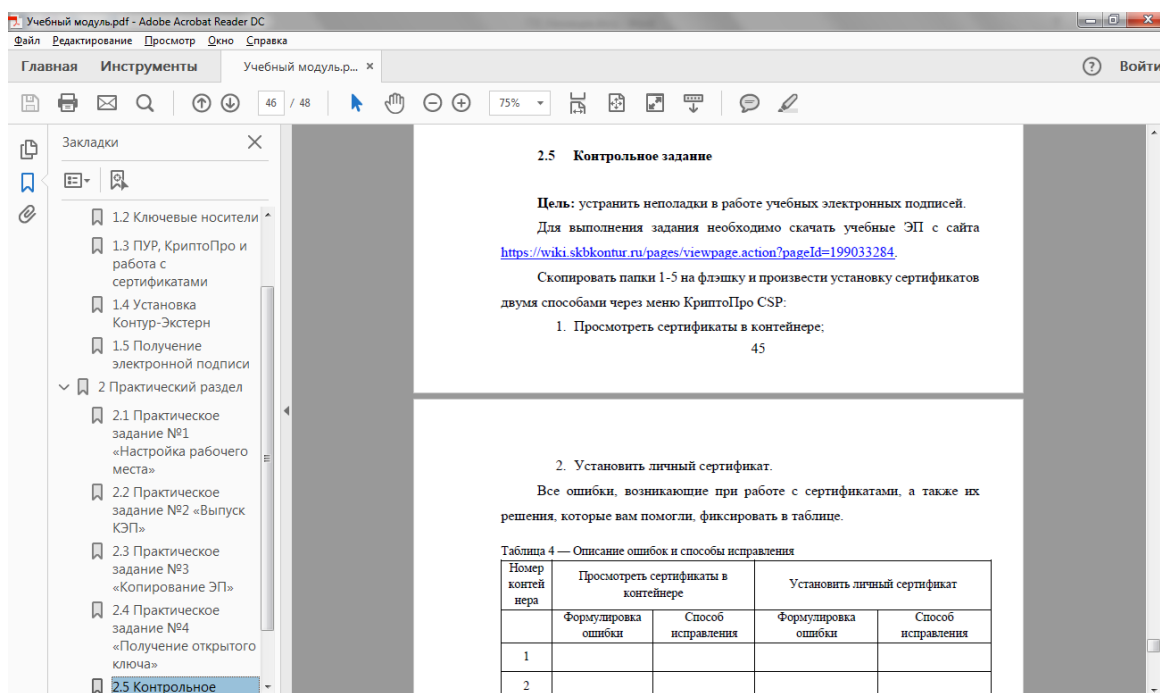 Учебный модуль.pdf - Adobe Acrobat Reader DC
Файл Редактирование Просмотр Окно Справка
Главная Инструменты Учебный модуль.р... × ? Войти
46 / 48 75%
Закладки
1.2 Ключевые носители
1.3 ПУР, КриптоПро и
работа с
сертификатами
1.4 Установка
Контур-Экстерн
1.5 Получение
электронной подписи
2 Практический раздел
2.1 Практическое
задание №1
«Настройка рабочего
места»
2.2 Практическое
задание №2 «Выпуск
КЭП»
2.3 Практическое
задание №3
«Копирование ЭП»
2.4 Практическое
задание №4
«Получение открытого
ключа»
2.5 Контрольное
2.5 Контрольное задание
Цель: устранить неполадки в работе учебных электронных подписей.
Для выполнения задания необходимо скачать учебные ЭП с сайта
https://wiki.skbkontur.ru/pages/viewpage.action?pageId=199033284.
Скопировать папки 1-5 на флэшку и произвести установку сертификатов
двумя способами через меню КриптоПро CSP:
1. Просмотреть сертификаты в контейнере;
45
2. Установить личный сертификат.
Все ошибки, возникающие при работе с сертификатами, а также их
решения, которые вам помогли, фиксировать в таблице.
Таблица 4 — Описание ошибок и способы исправления
Номер
контей
нера
Просмотреть сертификаты в
контейнере
Установить личный сертификат
Формулировка
ошибки
Способ
исправления
Формулировка
ошибки
Способ
исправления
1
2